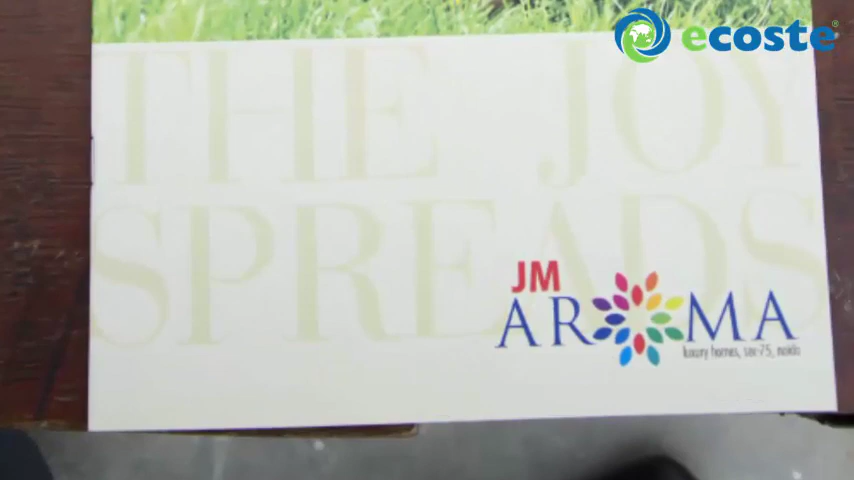 ecoste®
THE JOY
SPREADS
JM
AROMA
luxury homes, sec-75, noida